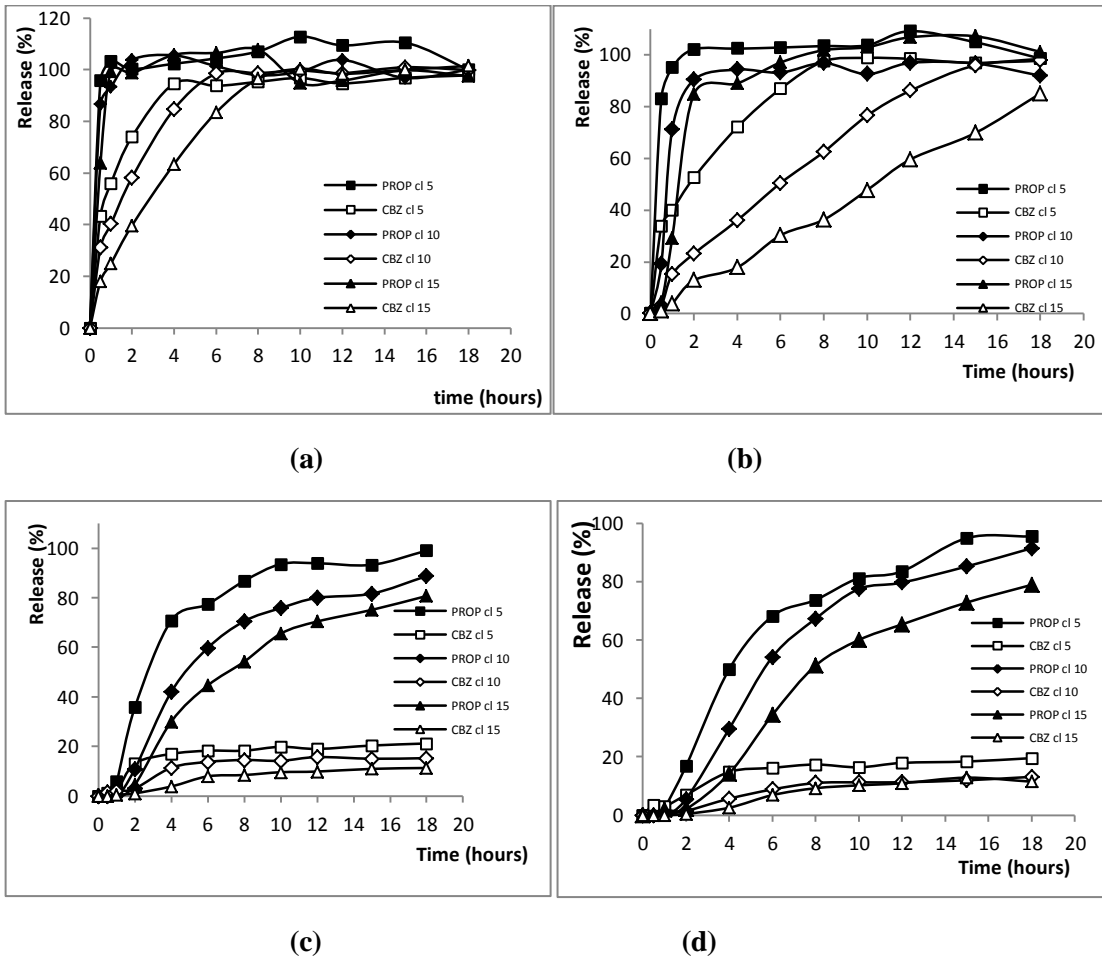 Release (%)
120
100
80
60
40
20
0
0 2 4 6 8 10 12 14 16 18 20
time (hours)
PROP cl 5
CBZ cl 5
PROP cl 10
CBZ cl 10
PROP cl 15
CBZ cl 15
(a)
Release (%)
100
80
60
40
20
0
0 2 4 6 8 10 12 14 16 18 20
Time (hours)
PROP cl 5
CBZ cl 5
PROP cl 10
CBZ cl 10
PROP cl 15
CBZ cl 15
(b)
Release (%)
100
80
60
40
20
0
0 2 4 6 8 10 12 14 16 18 20
Time (hours)
PROP cl 5
CBZ cl 5
PROP cl 10
CBZ cl 10
PROP cl 15
CBZ cl 15
(c)
Release (%)
100
80
60
40
20
0
0 2 4 6 8 10 12 14 16 18 20
Time (hours)
PROP cl 5
CBZ cl 5
PROP cl 10
CBZ cl 10
PROP cl 15
CBZ cl 15
(d)